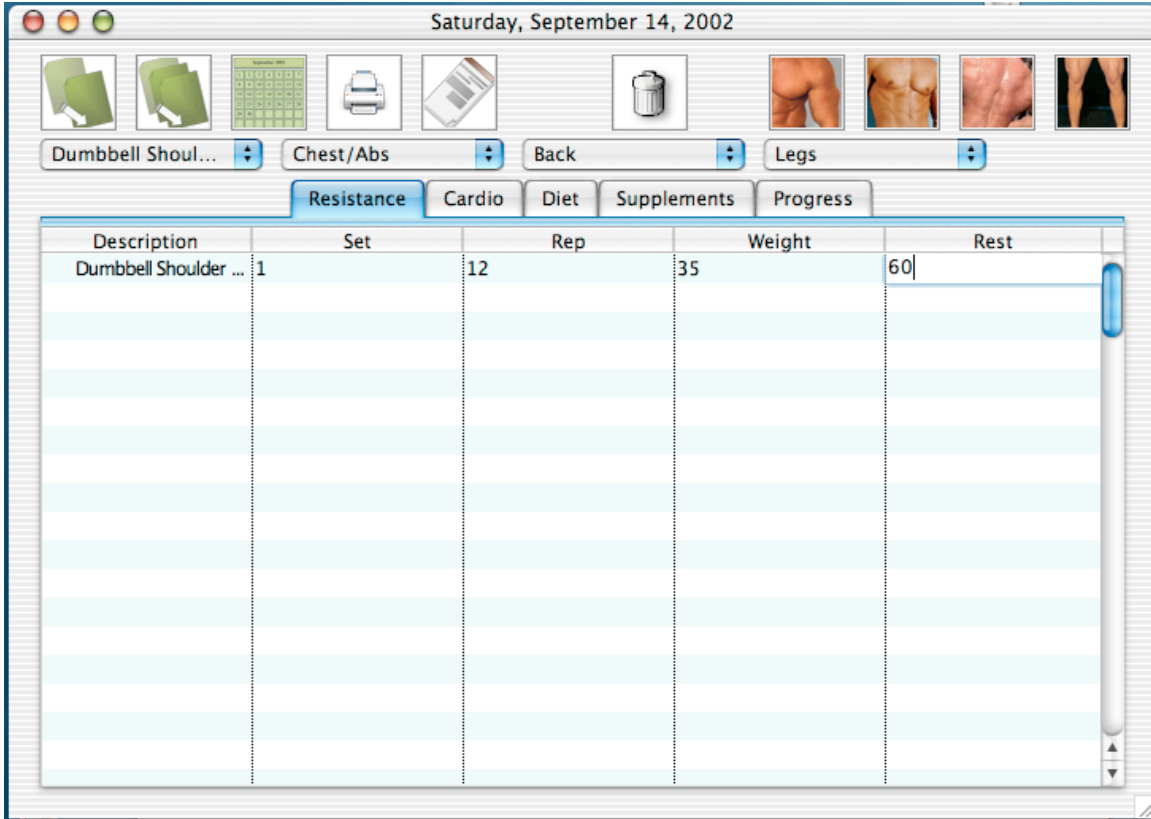 Saturday, September 14, 2002
Dumbbell Shoul... Chest/Abs Back Legs
Resistance Cardio Diet Supplements Progress
Description Set Rep Weight Rest
Dumbbell Shoulder ... 1 12 35 60